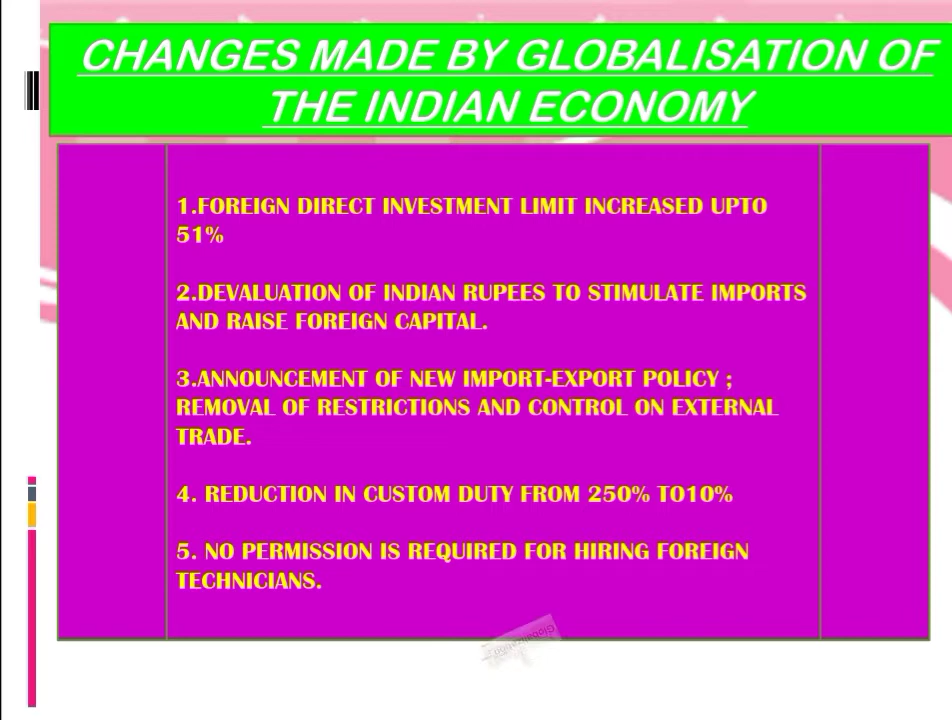 CHANGES MADE BY GLOBALISATION OF
THE INDIAN ECONOMY
1.FOREIGN DIRECT INVESTMENT LIMIT INCREASED UPTO
51%
2.DEVALUATION OF INDIAN RUPEES TO STIMULATE IMPORTS
AND RAISE FOREIGN CAPITAL.
3.ANNOUNCEMENT OF NEW IMPORT-EXPORT POLICY ;
REMOVAL OF RESTRICTIONS AND CONTROL ON EXTERNAL
TRADE.
4. REDUCTION IN CUSTOM DUTY FROM 250% TO10%
5. NO PERMISSION IS REQUIRED FOR HIRING FOREIGN
TECHNICIANS.
Globalization